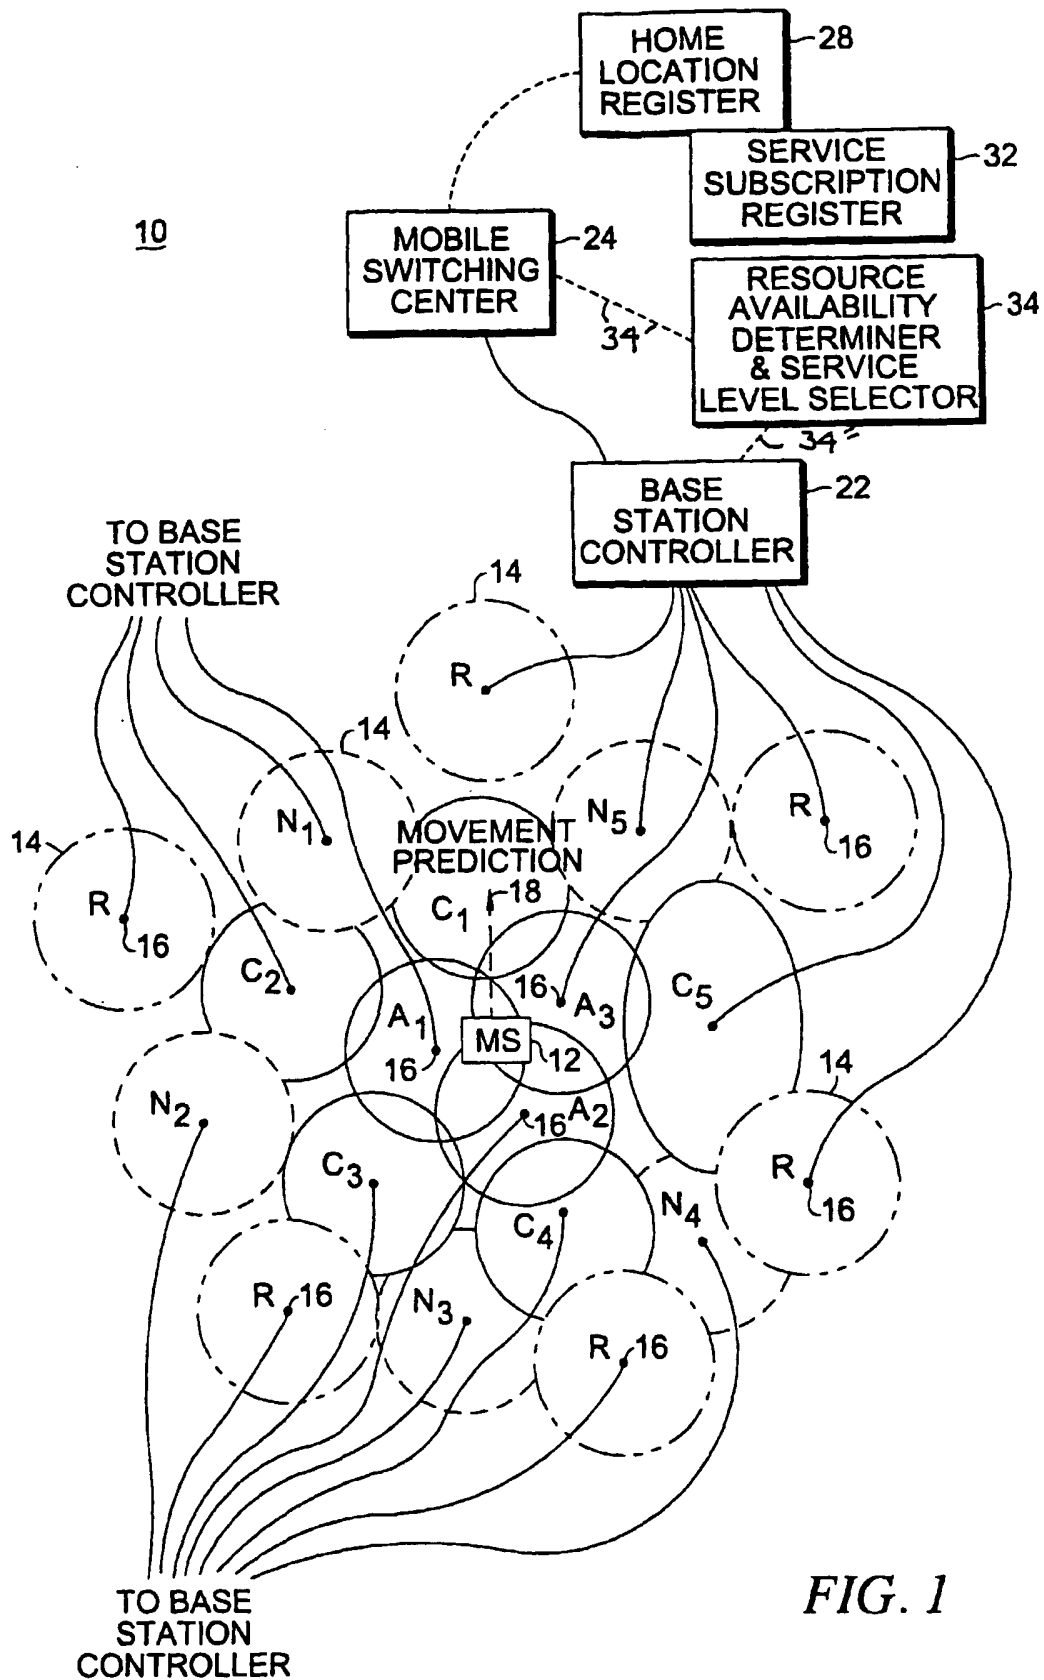 HOME
LOCATION
REGISTER
28
SERVICE
SUBSCRIPTION
REGISTER
32
10
MOBILE
SWITCHING
CENTER
24
34'
RESOURCE
AVAILABILITY
DETERMINER
& SERVICE
LEVEL SELECTOR
34
34"
BASE
STATION
CONTROLLER
22
TO BASE
STATION
CONTROLLER
14
R
14
N1
MOVEMENT
PREDICTION
18
N5
R
16
14
R
16
C1
C2
A1
16
16
A3
C5
MS
12
14
N2
16
A2
C3
C4
N4
R
16
R
16
N3
R
16
TO BASE
STATION
CONTROLLER
FIG. 1